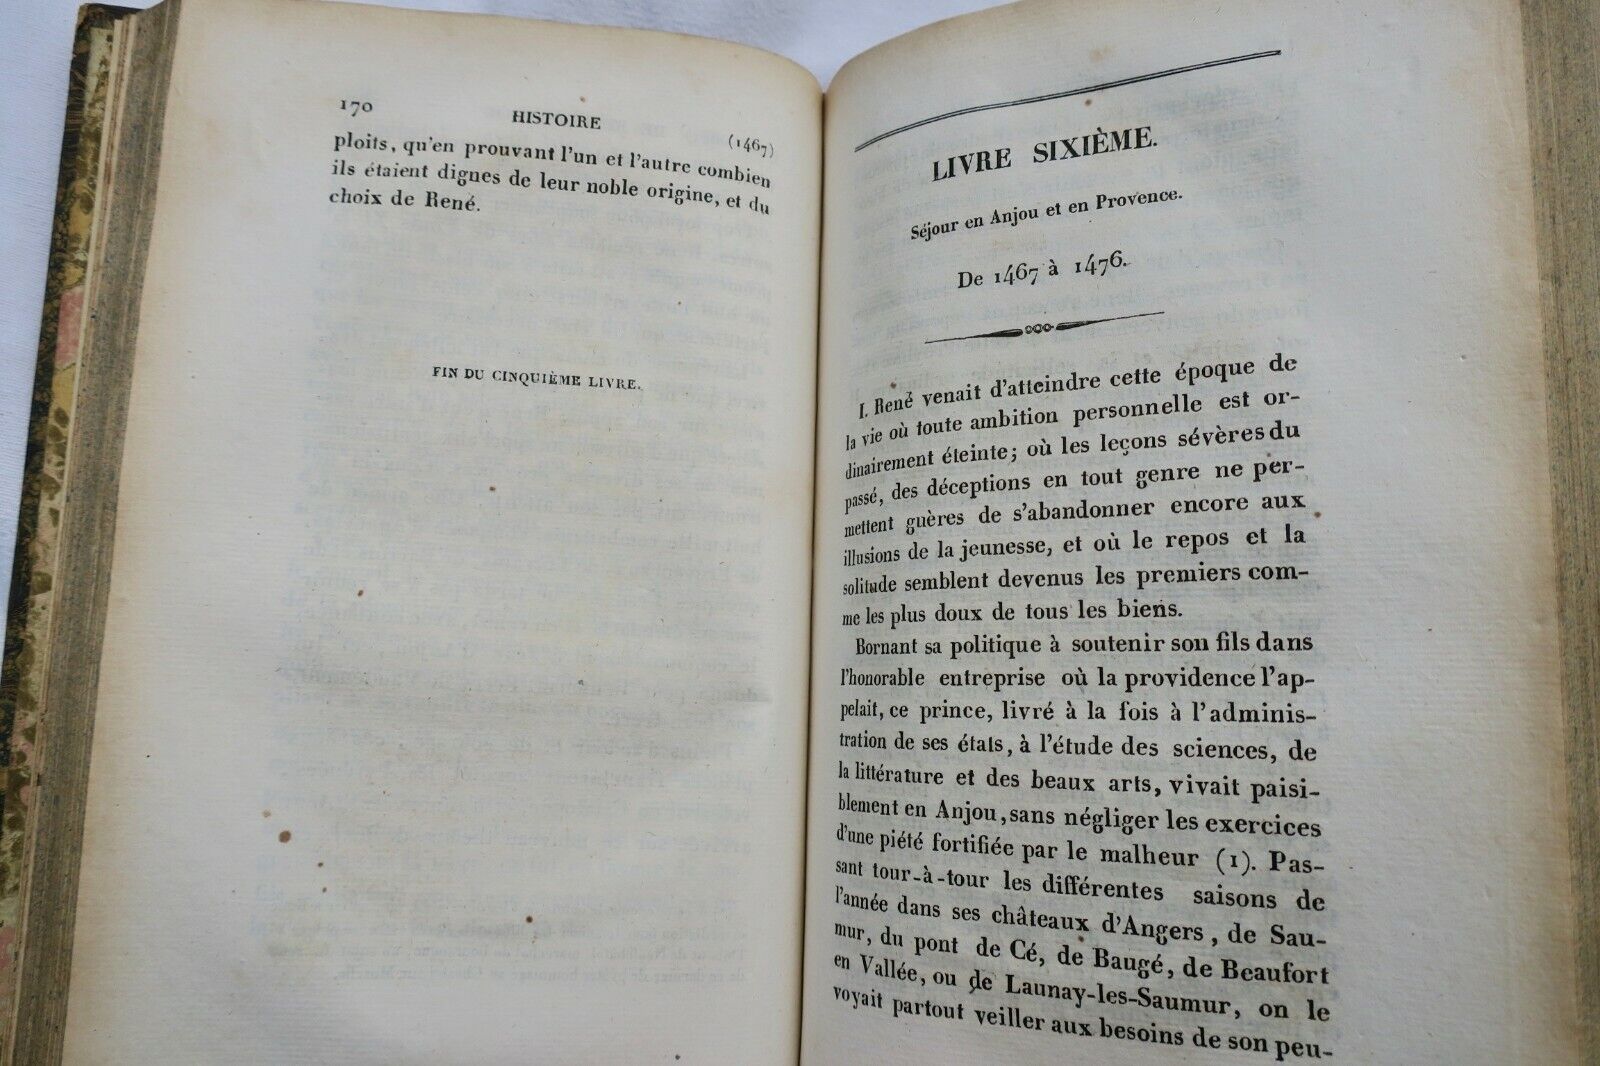 170
HISTOIRE
(1467)
ploits, qu'en prouvant l'un et l'autre combien
ils étaient dignes de leur noble origine, et du
choix de René.
FIN DU CINQUIÈME LIVRE.
LIVRE SIXIÈME.
Séjour en Anjou et en Provence.
De 1467 à 1476.
I. René venait d'atteindre cette époque de
la vie où toute ambition personnelle est or-
dinairement éteinte; où les leçons sévères du
passé, des déceptions en tout genre ne per-
mettent guères de s'abandonner encore aux
illusions de la jeunesse, et où le repos et la
solitude semblent devenus les premiers com-
me les plus doux de tous les biens.
Bornant sa politique à soutenir son fils dans
l'honorable entreprise où la providence l'ap-
pelait, ce prince, livré à la fois à l'adminis-
tration de ses états, à l'étude des sciences, de
la littérature et des beaux arts, vivait paisi-
blement en Anjou, sans négliger les exercices
d'une piété fortifiée par le malheur (1). Pas-
sant tour-à-tour les différentes saisons de
l'année dans ses châteaux d'Angers, de Sau-
mur, du pont de Cé, de Baugé, de Beaufort
en Vallée, ou de Launay-les-Saumur, on le
voyait partout veiller aux besoins de son peu-